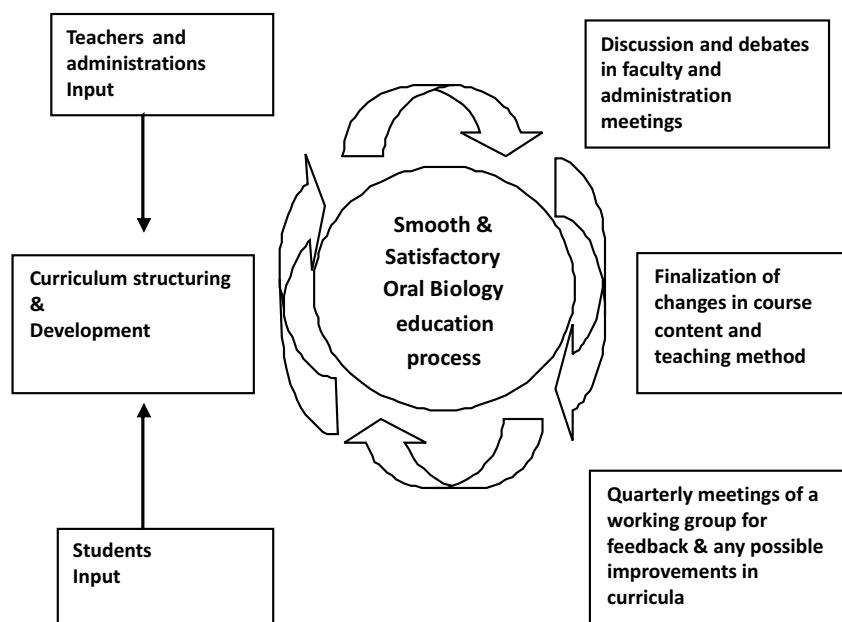 Teachers and
administrations
Input
Discussion and debates
in faculty and
administration
meetings
Smooth &
Satisfactory
Oral Biology
education
process
Curriculum structuring
&
Development
Finalization of
changes in course
content and
teaching method
Students
Input
Quarterly meetings of a
working group for
feedback & any possible
improvements in
curricula